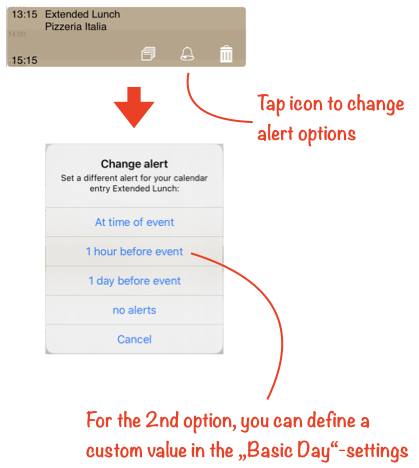 13:15 Extended Lunch
Pizzeria Italia
14:00
15:15
Tap icon to change
alert options
Change alert
Set a different alert for your calendar
entry Extended Lunch:
At time of event
1 hour before event
1 day before event
no alerts
Cancel
For the 2nd option, you can define a
custom value in the „Basic Day“-settings